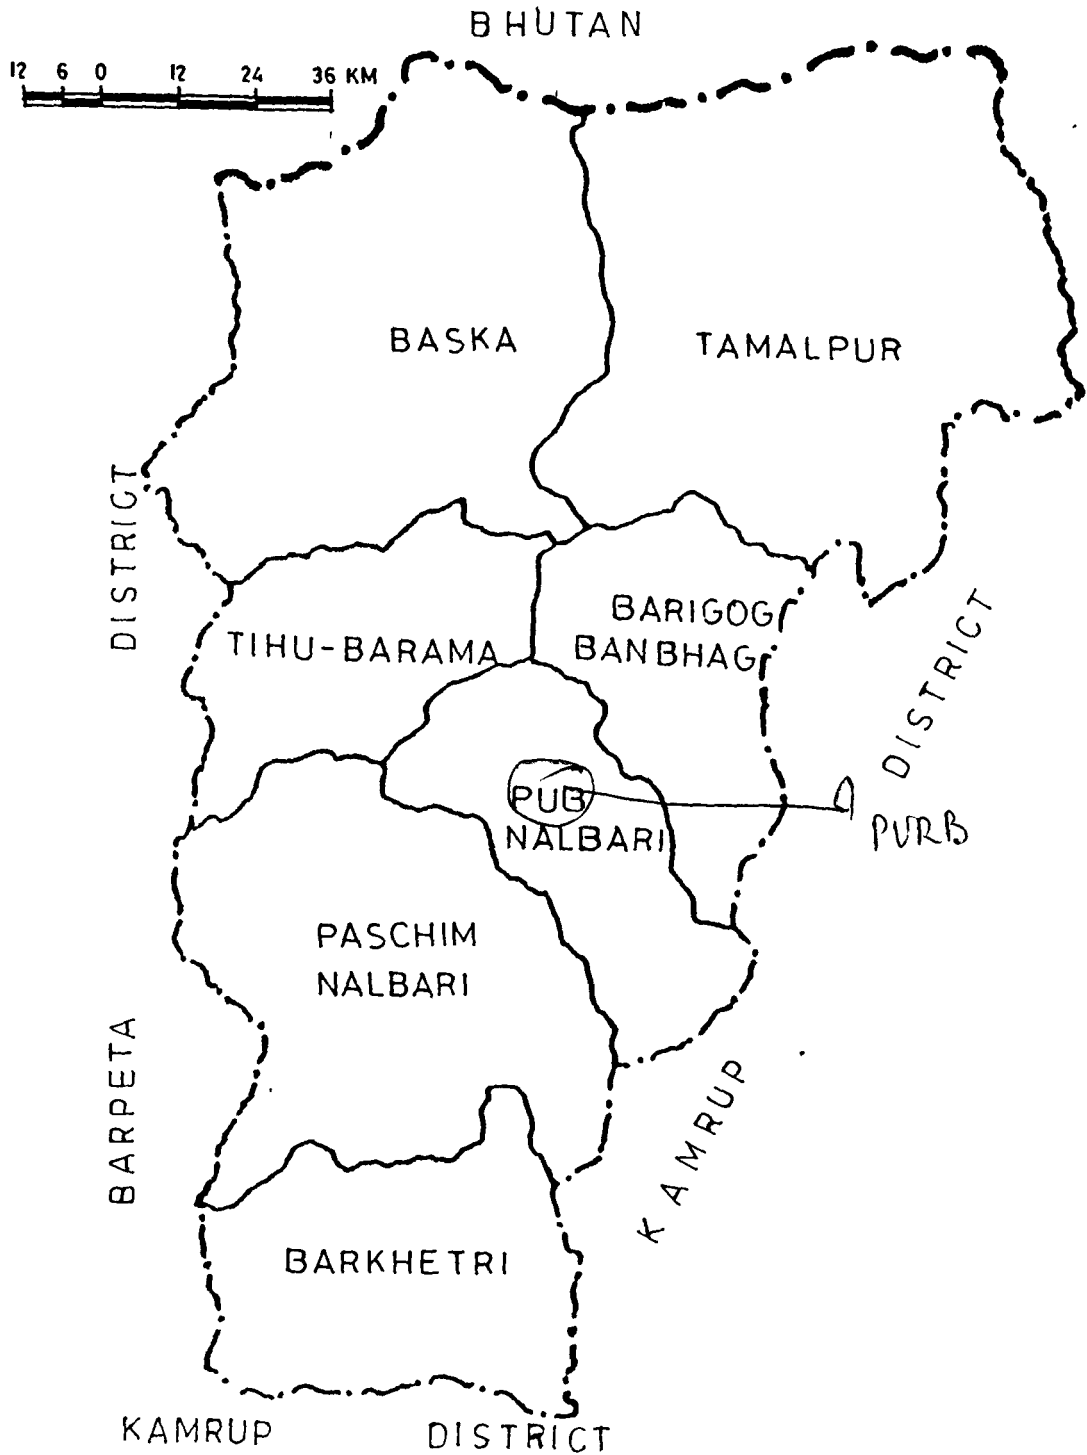 BHUTAN
12 6 0 12 24 36 KM
BASKA
TAMALPUR
DISTRICT
BARIGOG
BANBHAG
TIHU-BARAMA
DISTRICT
PUB
NALBARI
PURB
PASCHIM
NALBARI
BARPETA
KAMRUP
BARKHETRI
KAMRUP DISTRICT